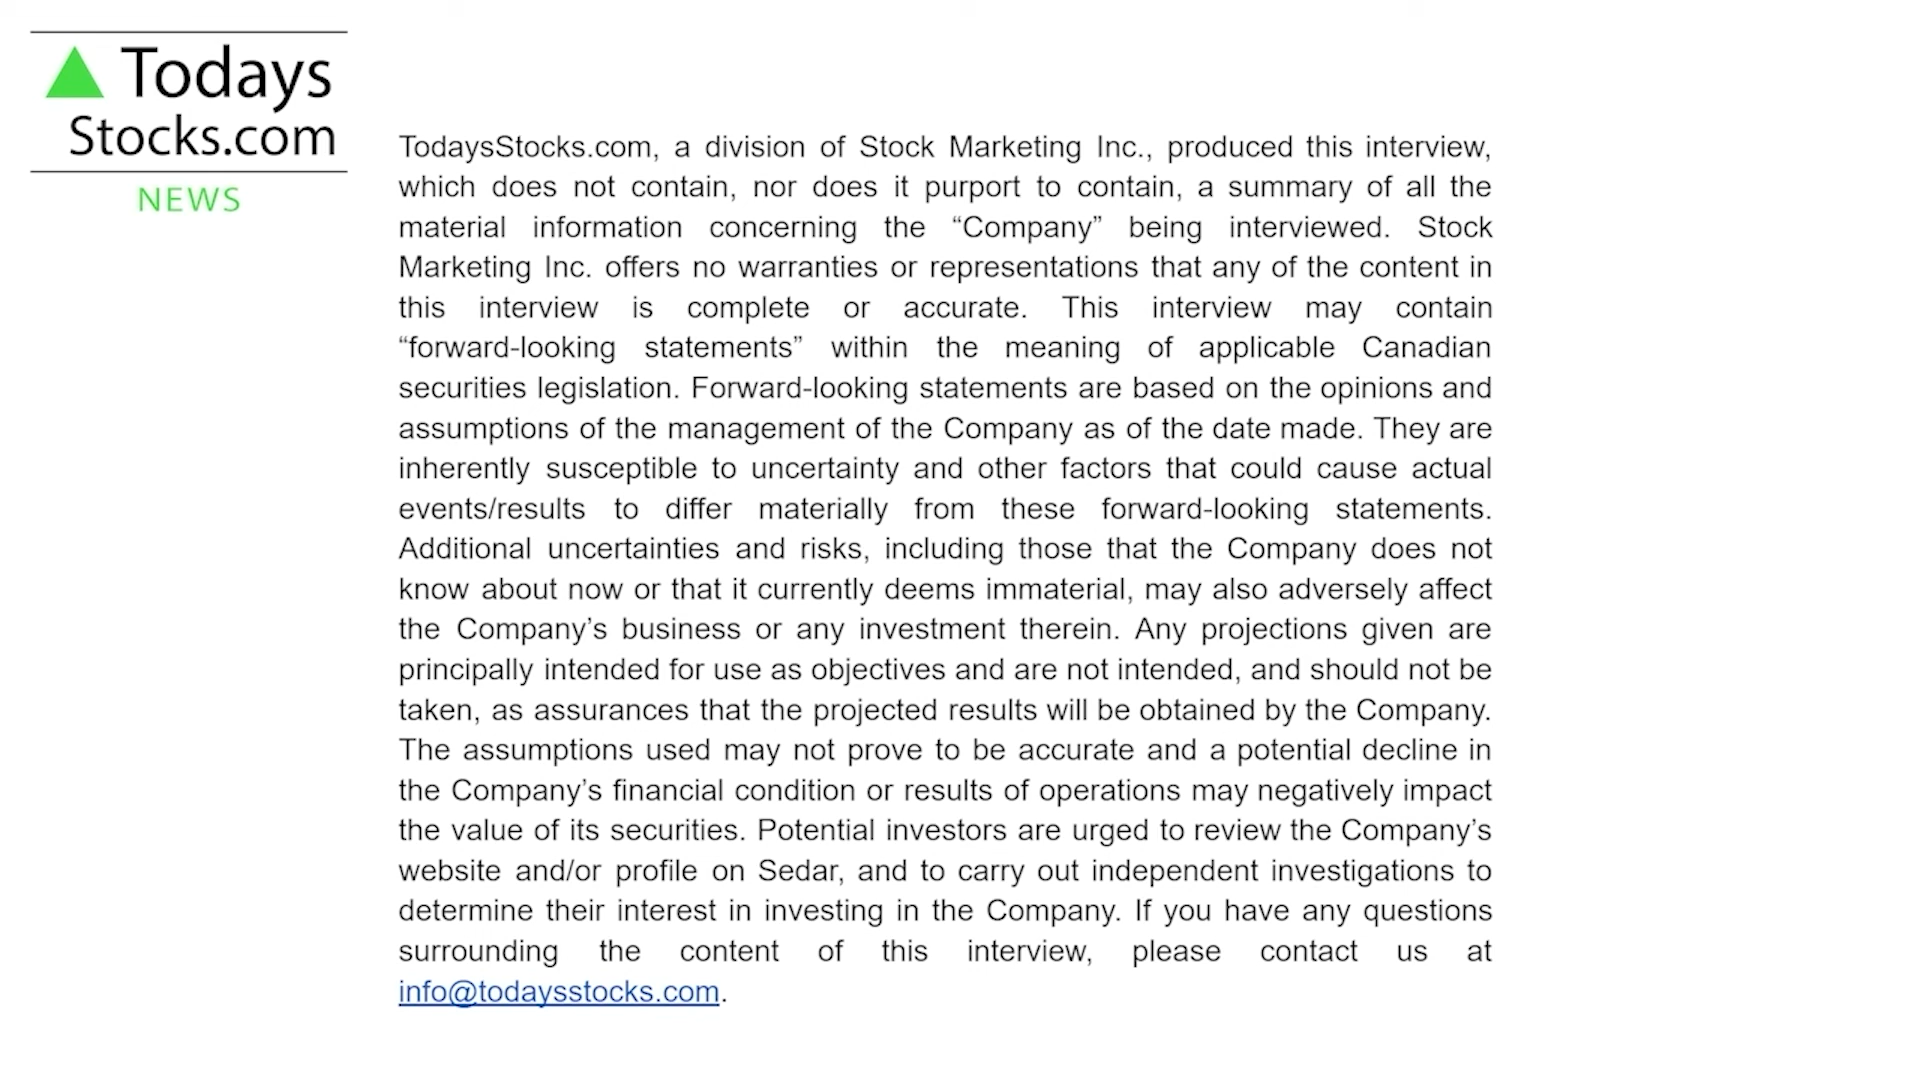 Todays
Stocks.com
NEWS
TodaysStocks.com, a division of Stock Marketing Inc., produced this interview,
which does not contain, nor does it purport to contain, a summary of all the
material information concerning the “Company” being interviewed. Stock
Marketing Inc. offers no warranties or representations that any of the content in
this interview is complete or accurate. This interview may contain
“forward-looking statements” within the meaning of applicable Canadian
securities legislation. Forward-looking statements are based on the opinions and
assumptions of the management of the Company as of the date made. They are
inherently susceptible to uncertainty and other factors that could cause actual
events/results to differ materially from these forward-looking statements.
Additional uncertainties and risks, including those that the Company does not
know about now or that it currently deems immaterial, may also adversely affect
the Company’s business or any investment therein. Any projections given are
principally intended for use as objectives and are not intended, and should not be
taken, as assurances that the projected results will be obtained by the Company.
The assumptions used may not prove to be accurate and a potential decline in
the Company’s financial condition or results of operations may negatively impact
the value of its securities. Potential investors are urged to review the Company’s
website and/or profile on Sedar, and to carry out independent investigations to
determine their interest in investing in the Company. If you have any questions
surrounding the content of this interview, please contact us at
info@todaysstocks.com.